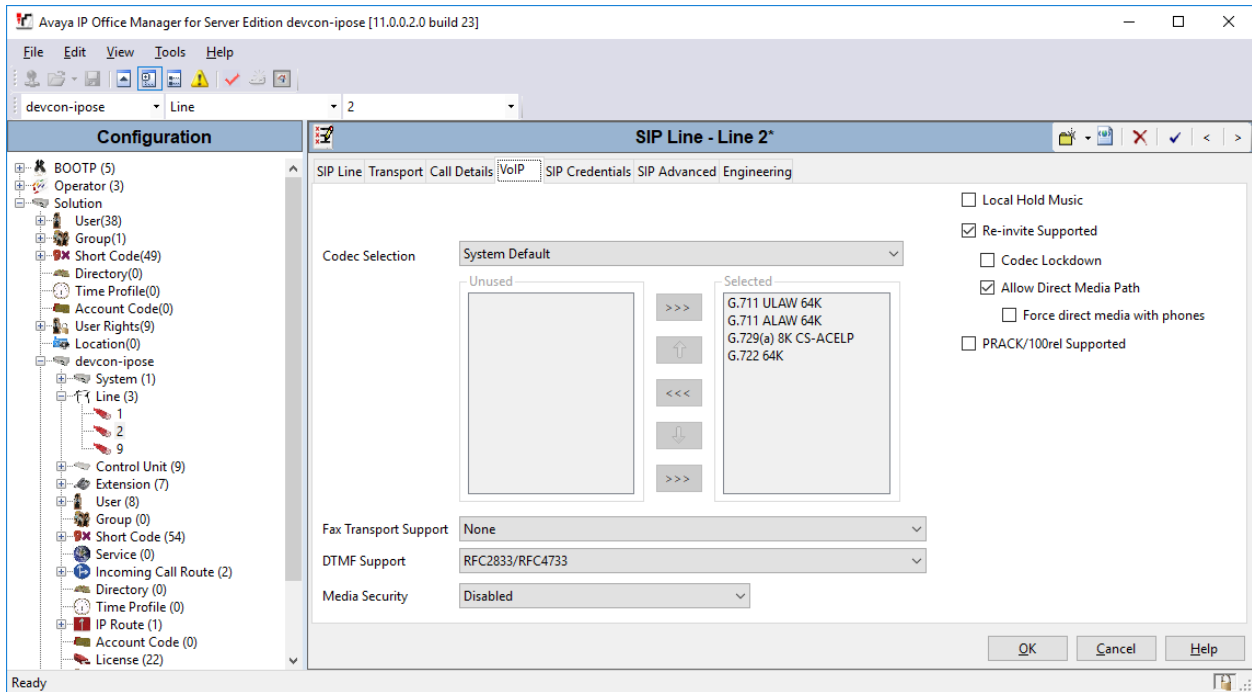 Avaya IP Office Manager for Server Edition devcon-ipose [11.0.0.2.0 build 23]
File Edit View Tools Help
devcon-ipose Line 2
Configuration
BOOTP (5)
Operator (3)
Solution
User(38)
Group(1)
Short Code(49)
Directory(0)
Time Profile(0)
Account Code(0)
User Rights(9)
Location(0)
devcon-ipose
System (1)
Line (3)
1
2
9
Control Unit (9)
Extension (7)
User (8)
Group (0)
Short Code (54)
Service (0)
Incoming Call Route (2)
Directory (0)
Time Profile (0)
IP Route (1)
Account Code (0)
License (22)
SIP Line - Line 2*
SIP Line Transport Call Details VoIP SIP Credentials SIP Advanced Engineering
Codec Selection System Default
Unused
>>>
<<<
>>>
Selected
G.711 ULAW 64K
G.711 ALAW 64K
G.729(a) 8K CS-ACELP
G.722 64K
Fax Transport Support None
DTMF Support RFC2833/RFC4733
Media Security Disabled
Local Hold Music
Re-invite Supported
Codec Lockdown
Allow Direct Media Path
Force direct media with phones
PRACK/100rel Supported
OK Cancel Help
Ready